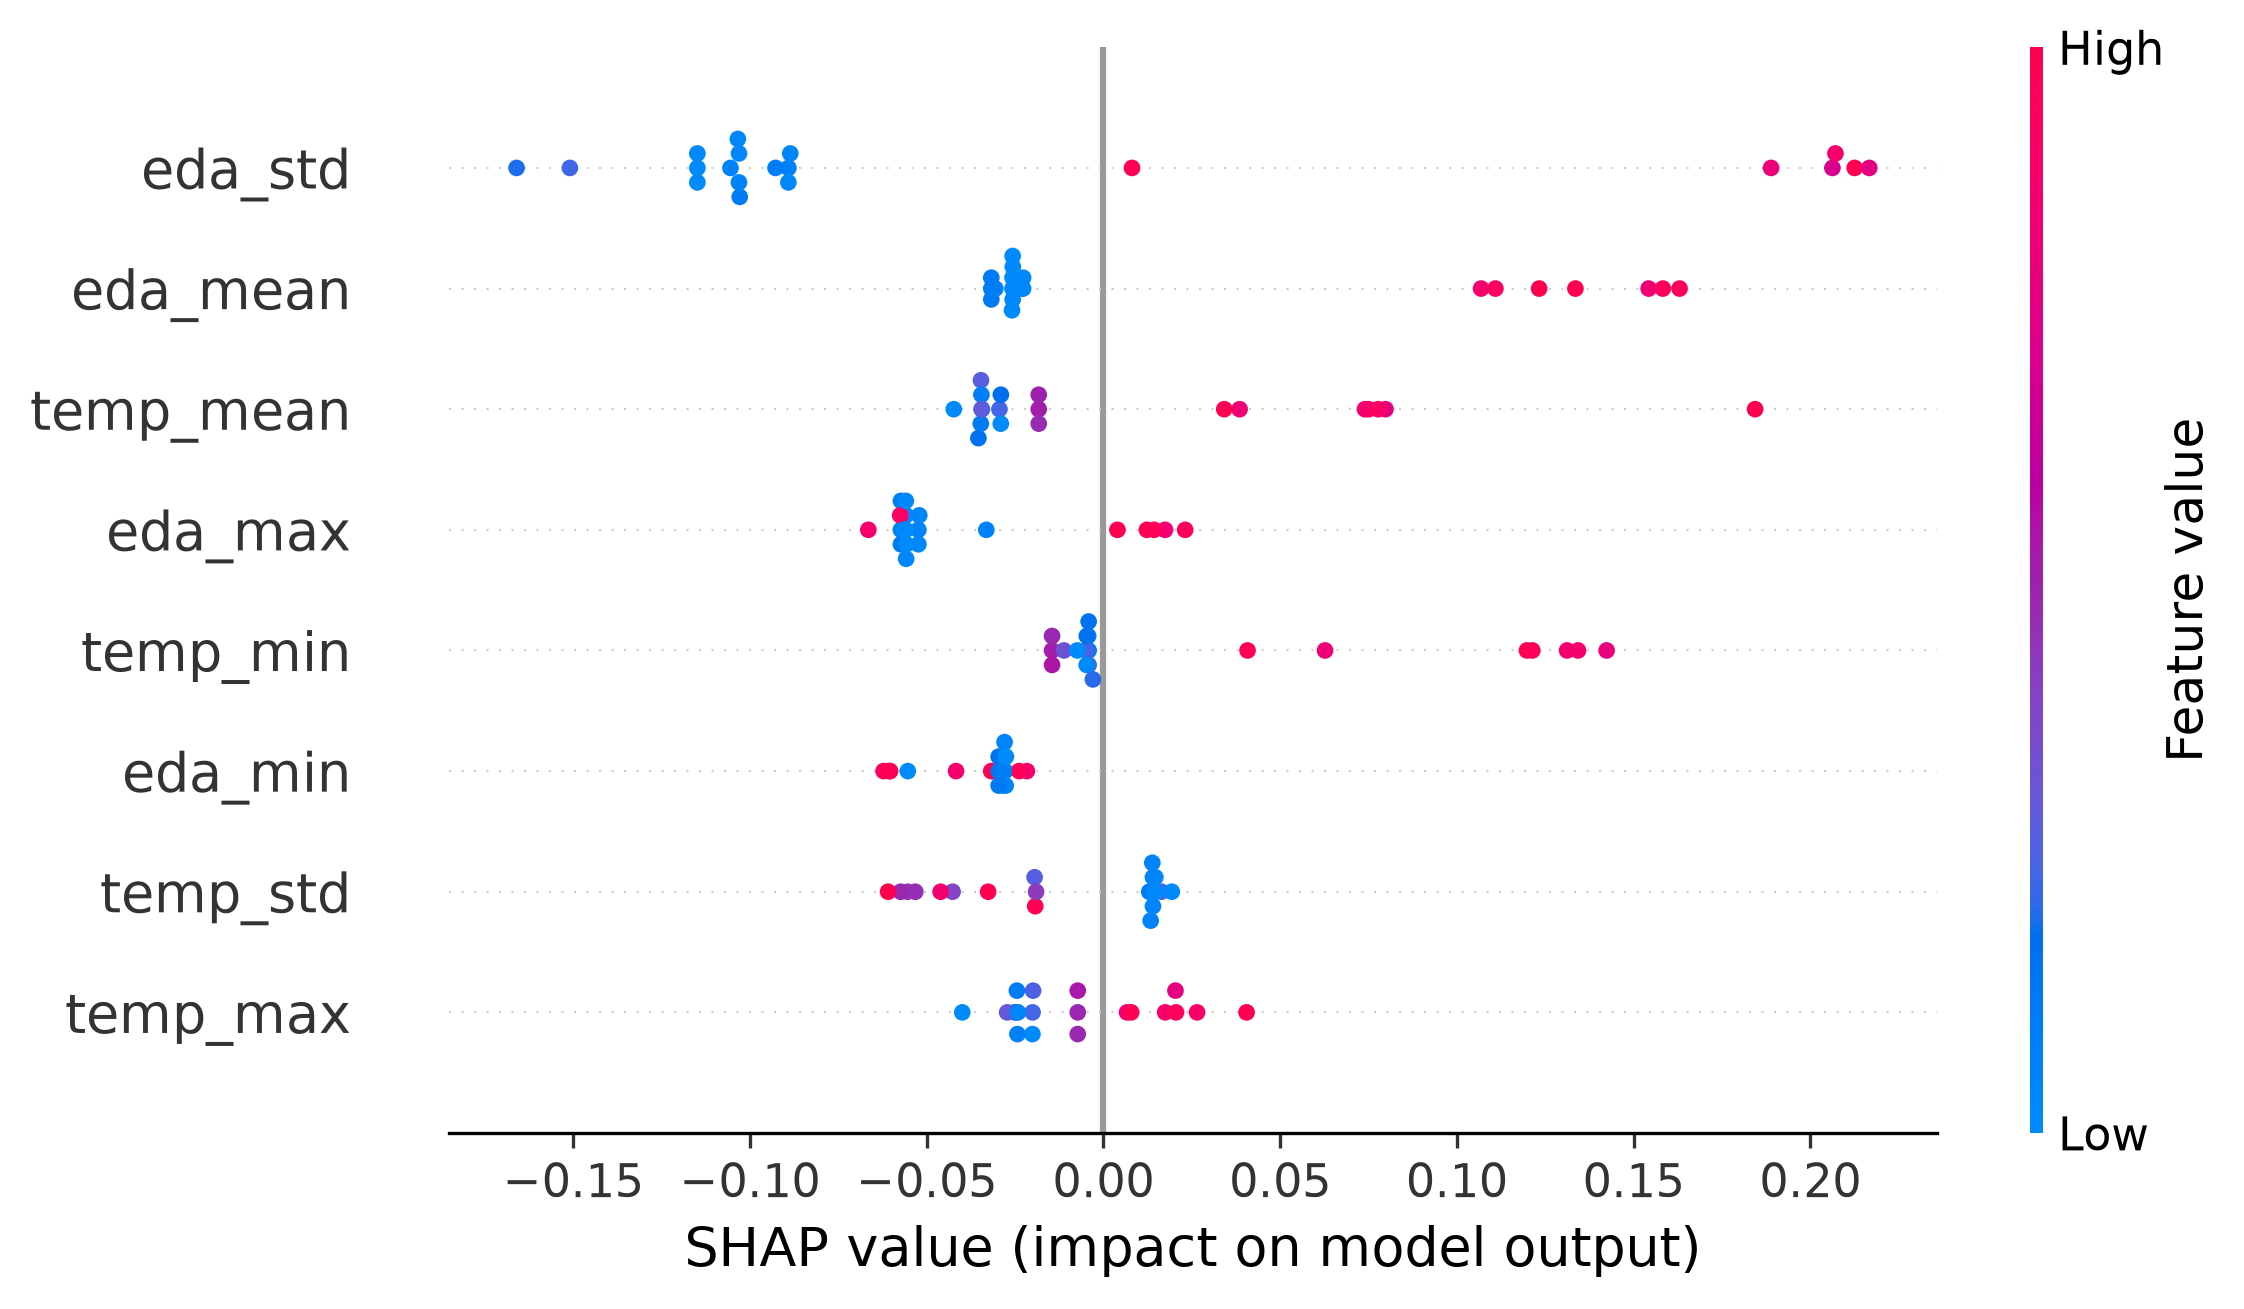 High
eda_std
eda_mean
temp_mean
eda_max
temp_min
eda_min
temp_std
temp_max
Feature value
Low
−0.15 −0.10 −0.05 0.00 0.05 0.10 0.15 0.20
SHAP value (impact on model output)